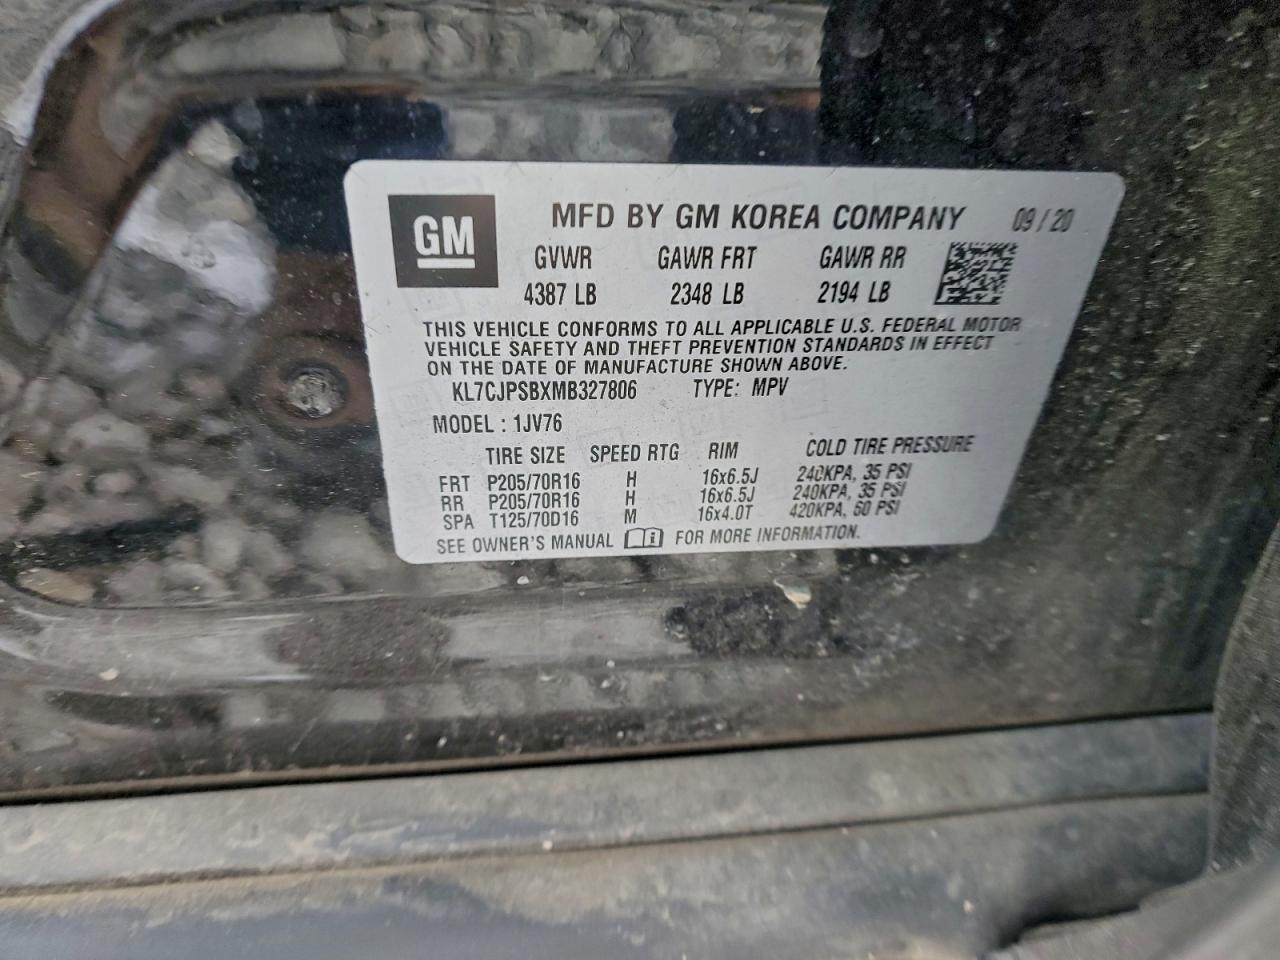 GM MFD BY GM KOREA COMPANY 09/20
GVWR GAWR FRT GAWR RR
4387 LB 2348 LB 2194 LB
THIS VEHICLE CONFORMS TO ALL APPLICABLE U.S. FEDERAL MOTOR
VEHICLE SAFETY AND THEFT PREVENTION STANDARDS IN EFFECT
ON THE DATE OF MANUFACTURE SHOWN ABOVE.
KL7CJPSBXMB327806 TYPE: MPV
MODEL : 1JV76
TIRE SIZE SPEED RTG RIM COLD TIRE PRESSURE
FRT P205/70R16 H 16x6.5J 240KPA, 35 PSI
RR P205/70R16 H 16x6.5J 240KPA, 35 PSI
SPA T125/70D16 M 16x4.0T 420KPA, 60 PSI
SEE OWNER'S MANUAL FOR MORE INFORMATION.